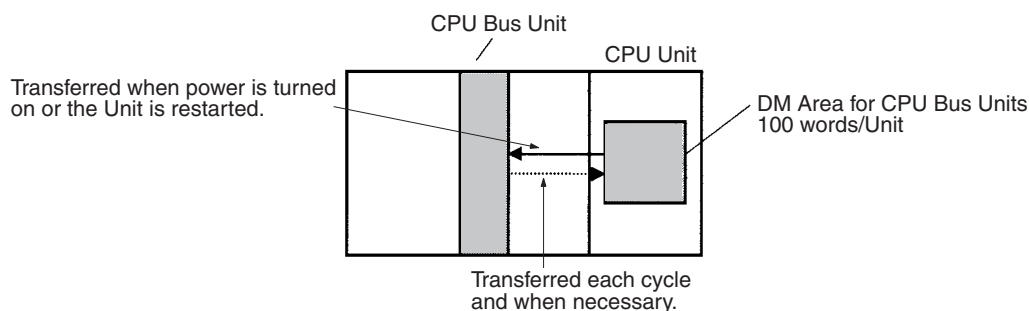 CPU Bus Unit
CPU Unit
Transferred when power is turned
on or the Unit is restarted.
DM Area for CPU Bus Units
100 words/Unit
Transferred each cycle
and when necessary.